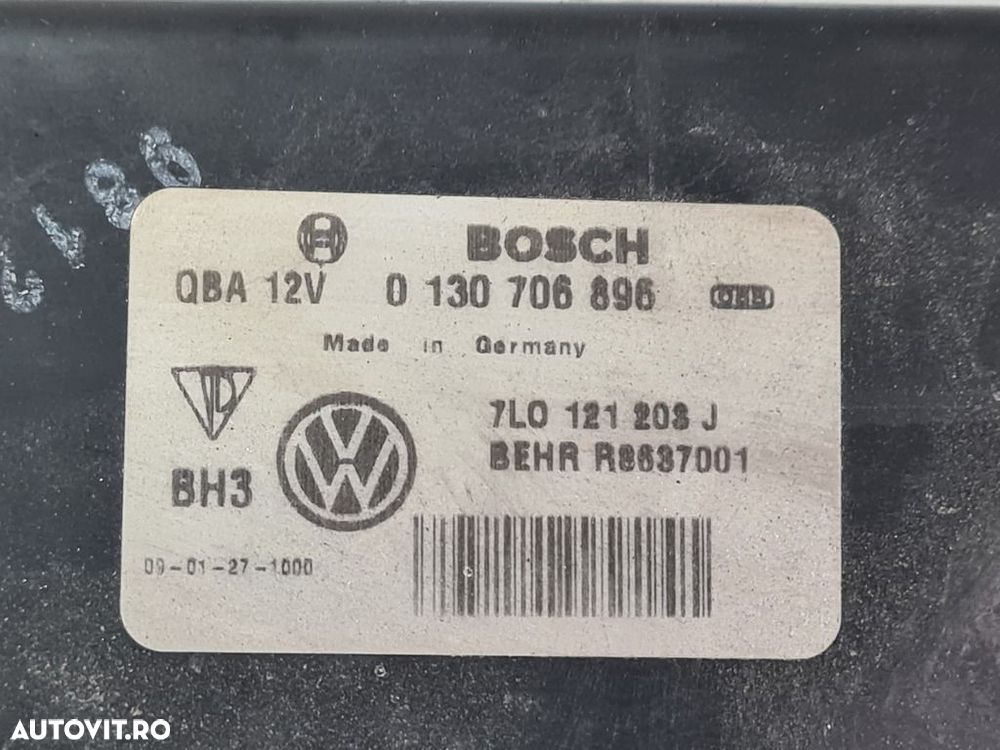 BOSCH
QBA 12V 0 130 706 896
Made in Germany
7L0 121 203 J
BH3 BEHR R8637001
09-01-27-1000
AUTOVIT.RO